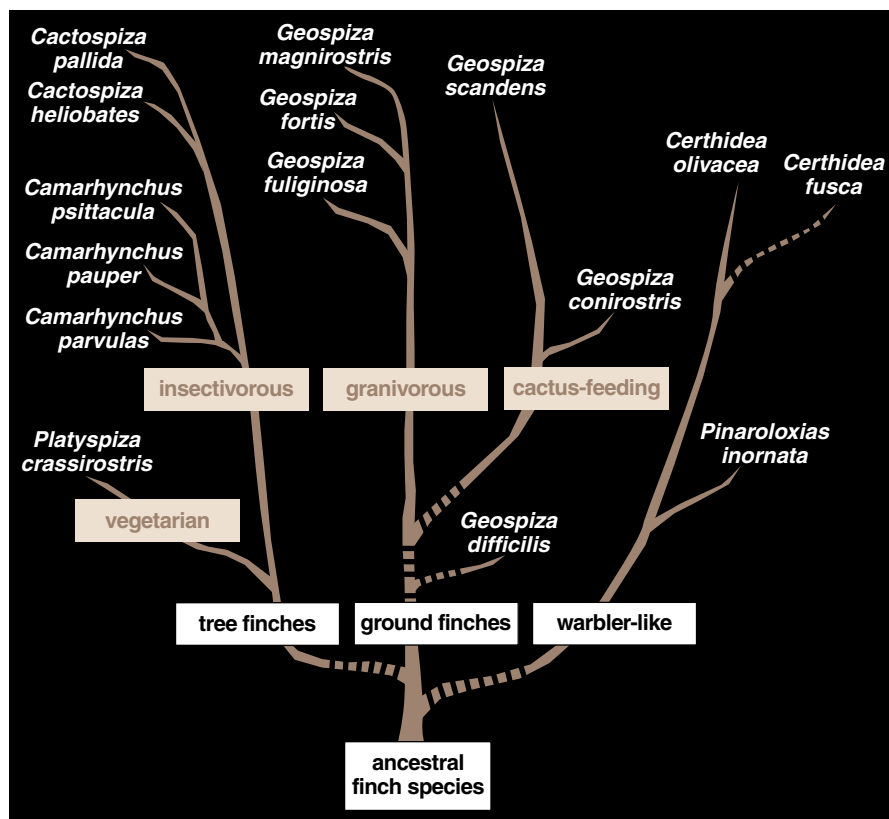 Cactospiza
pallida
Cactospiza
heliobates
Camarhynchus
psittacula
Camarhynchus
pauper
Camarhynchus
parvulas
insectivorous
Platyspiza
crassirostris
vegetarian
tree finches
Geospiza
magnirostris
Geospiza
fortis
Geospiza
fuliginosa
granivorous
Geospiza
scandens
Geospiza
conirostris
cactus-feeding
Geospiza
difficilis
ground finches
Certhidea
olivacea
Certhidea
fusca
Pinaroloxias
inornata
warbler-like
ancestral
finch species